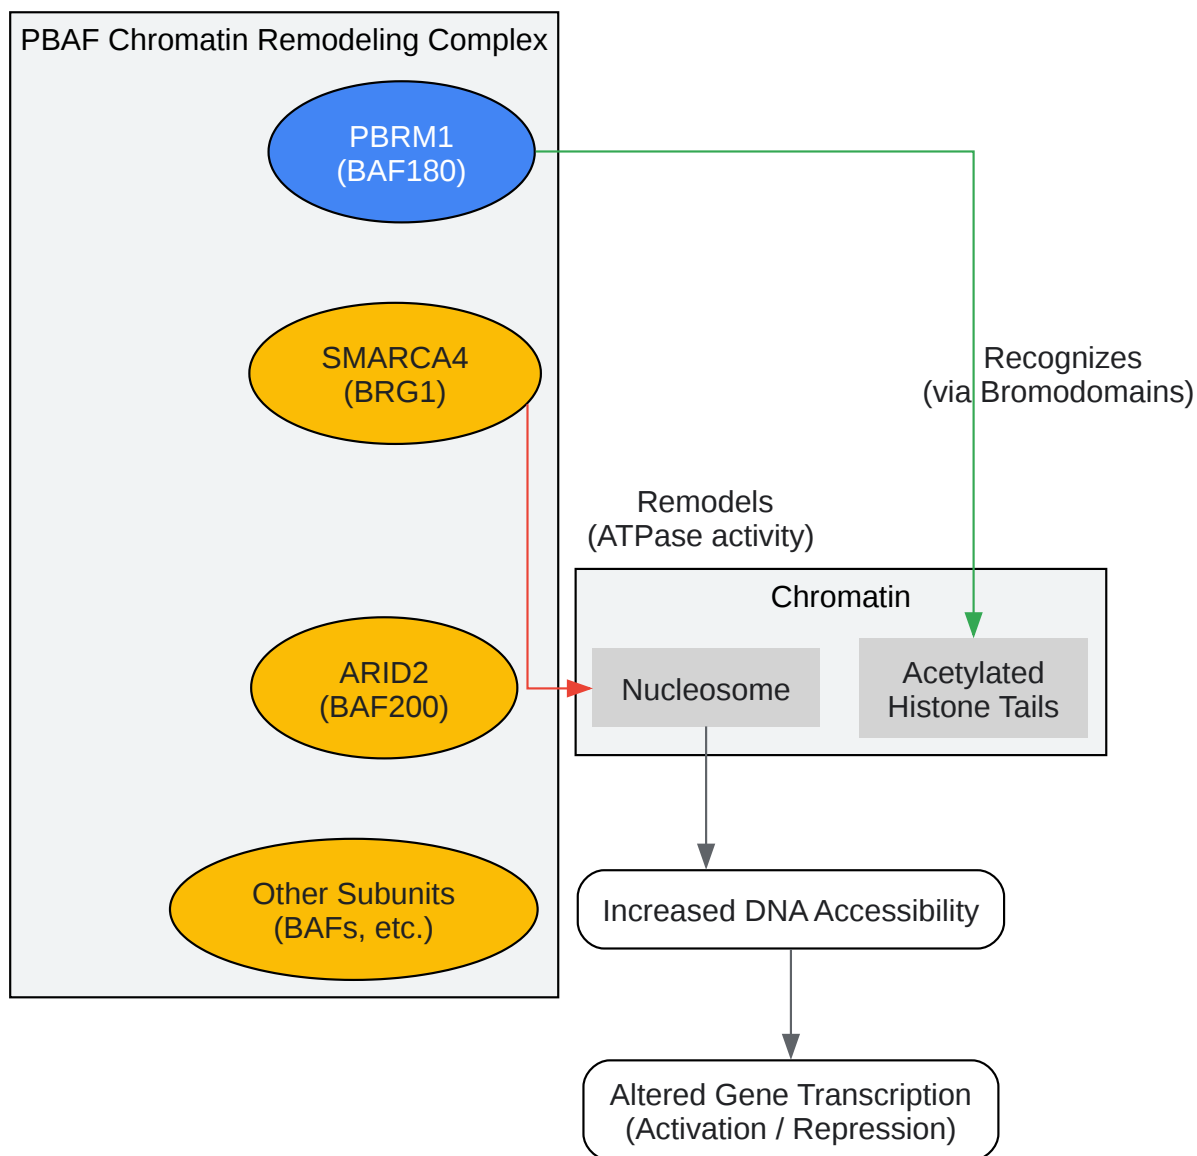 PBAF Chromatin Remodeling Complex
PBRM1
(BAF180)
SMARCA4
(BRG1)
Recognizes
(via Bromodomains)
Remodels
(ATPase activity)
Chromatin
ARID2
(BAF200)
Nucleosome
Acetylated
Histone Tails
Other Subunits
(BAFs, etc.)
Increased DNA Accessibility
Altered Gene Transcription
(Activation / Repression)